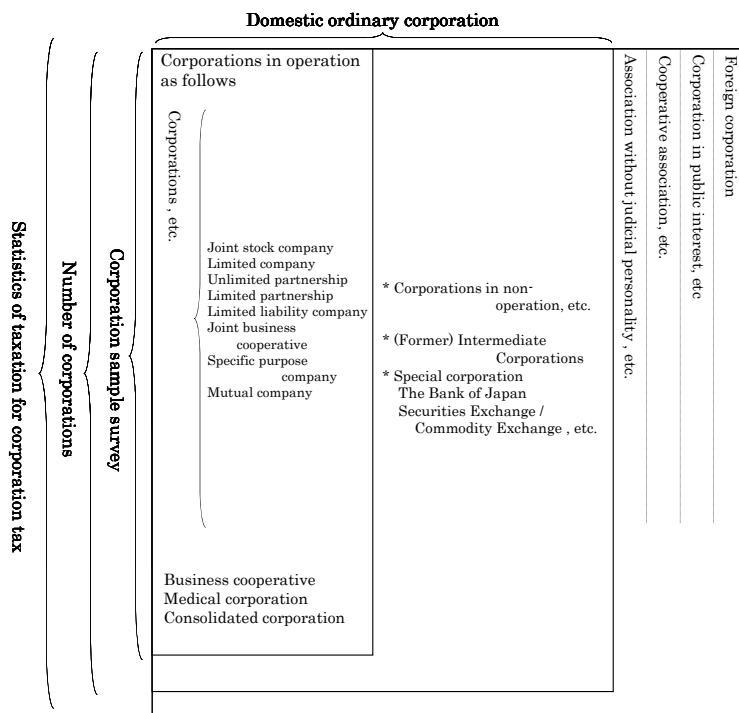 Domestic ordinary corporation
Statistics of taxation for corporation tax
Number of corporations
Corporation sample survey
Corporations in operation
as follows
Corporations , etc.
Joint stock company
Limited company
Unlimited partnership
Limited partnership
Limited liability company
Joint business
cooperative
Specific purpose
company
Mutual company
Business cooperative
Medical corporation
Consolidated corporation
* Corporations in non-
operation, etc.
* (Former) Intermediate
Corporations
* Special corporation
The Bank of Japan
Securities Exchange /
Commodity Exchange , etc.
Association without judicial personality , etc.
Cooperative association, etc.
Corporation in public interest, etc
Foreign corporation